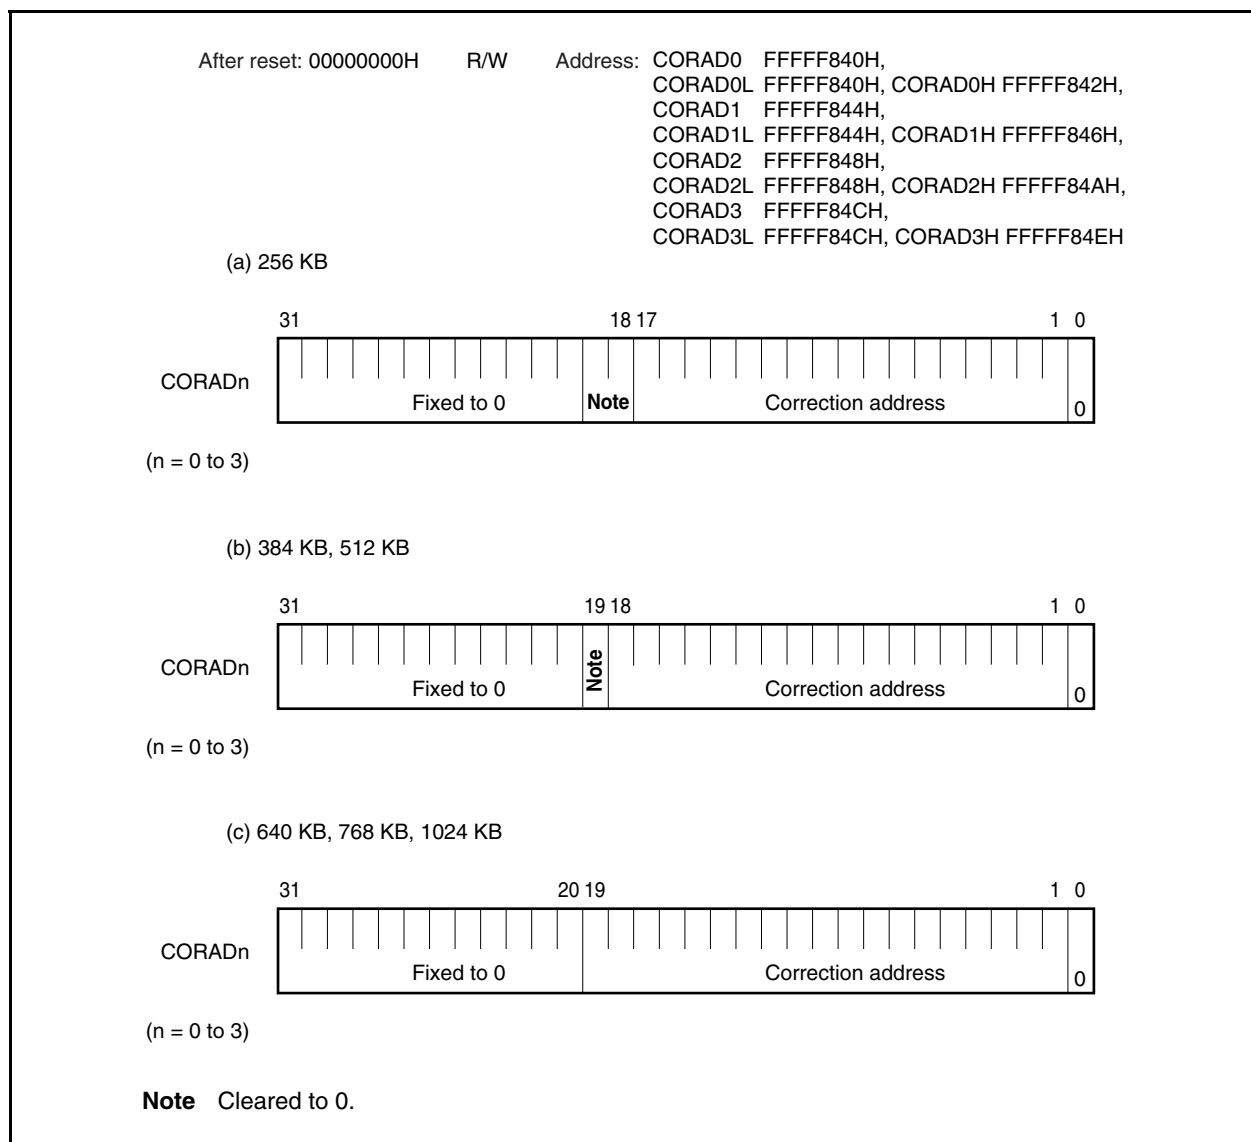 After reset: 00000000H R/W Address: CORAD0 FFFFF840H,
CORAD0L FFFFF840H, CORAD0H FFFFF842H,
CORAD1 FFFFF844H,
CORAD1L FFFFF844H, CORAD1H FFFFF846H,
CORAD2 FFFFF848H,
CORAD2L FFFFF848H, CORAD2H FFFFF84AH,
CORAD3 FFFFF84CH,
CORAD3L FFFFF84CH, CORAD3H FFFFF84EH
(a) 256 KB
31 18 17 1 0
CORADn
Fixed to 0 Note Correction address 0
(n = 0 to 3)
(b) 384 KB, 512 KB
31 19 18 1 0
CORADn
Fixed to 0 Note Correction address 0
(n = 0 to 3)
(c) 640 KB, 768 KB, 1024 KB
31 20 19 1 0
CORADn
Fixed to 0 Correction address 0
(n = 0 to 3)
Note Cleared to 0.